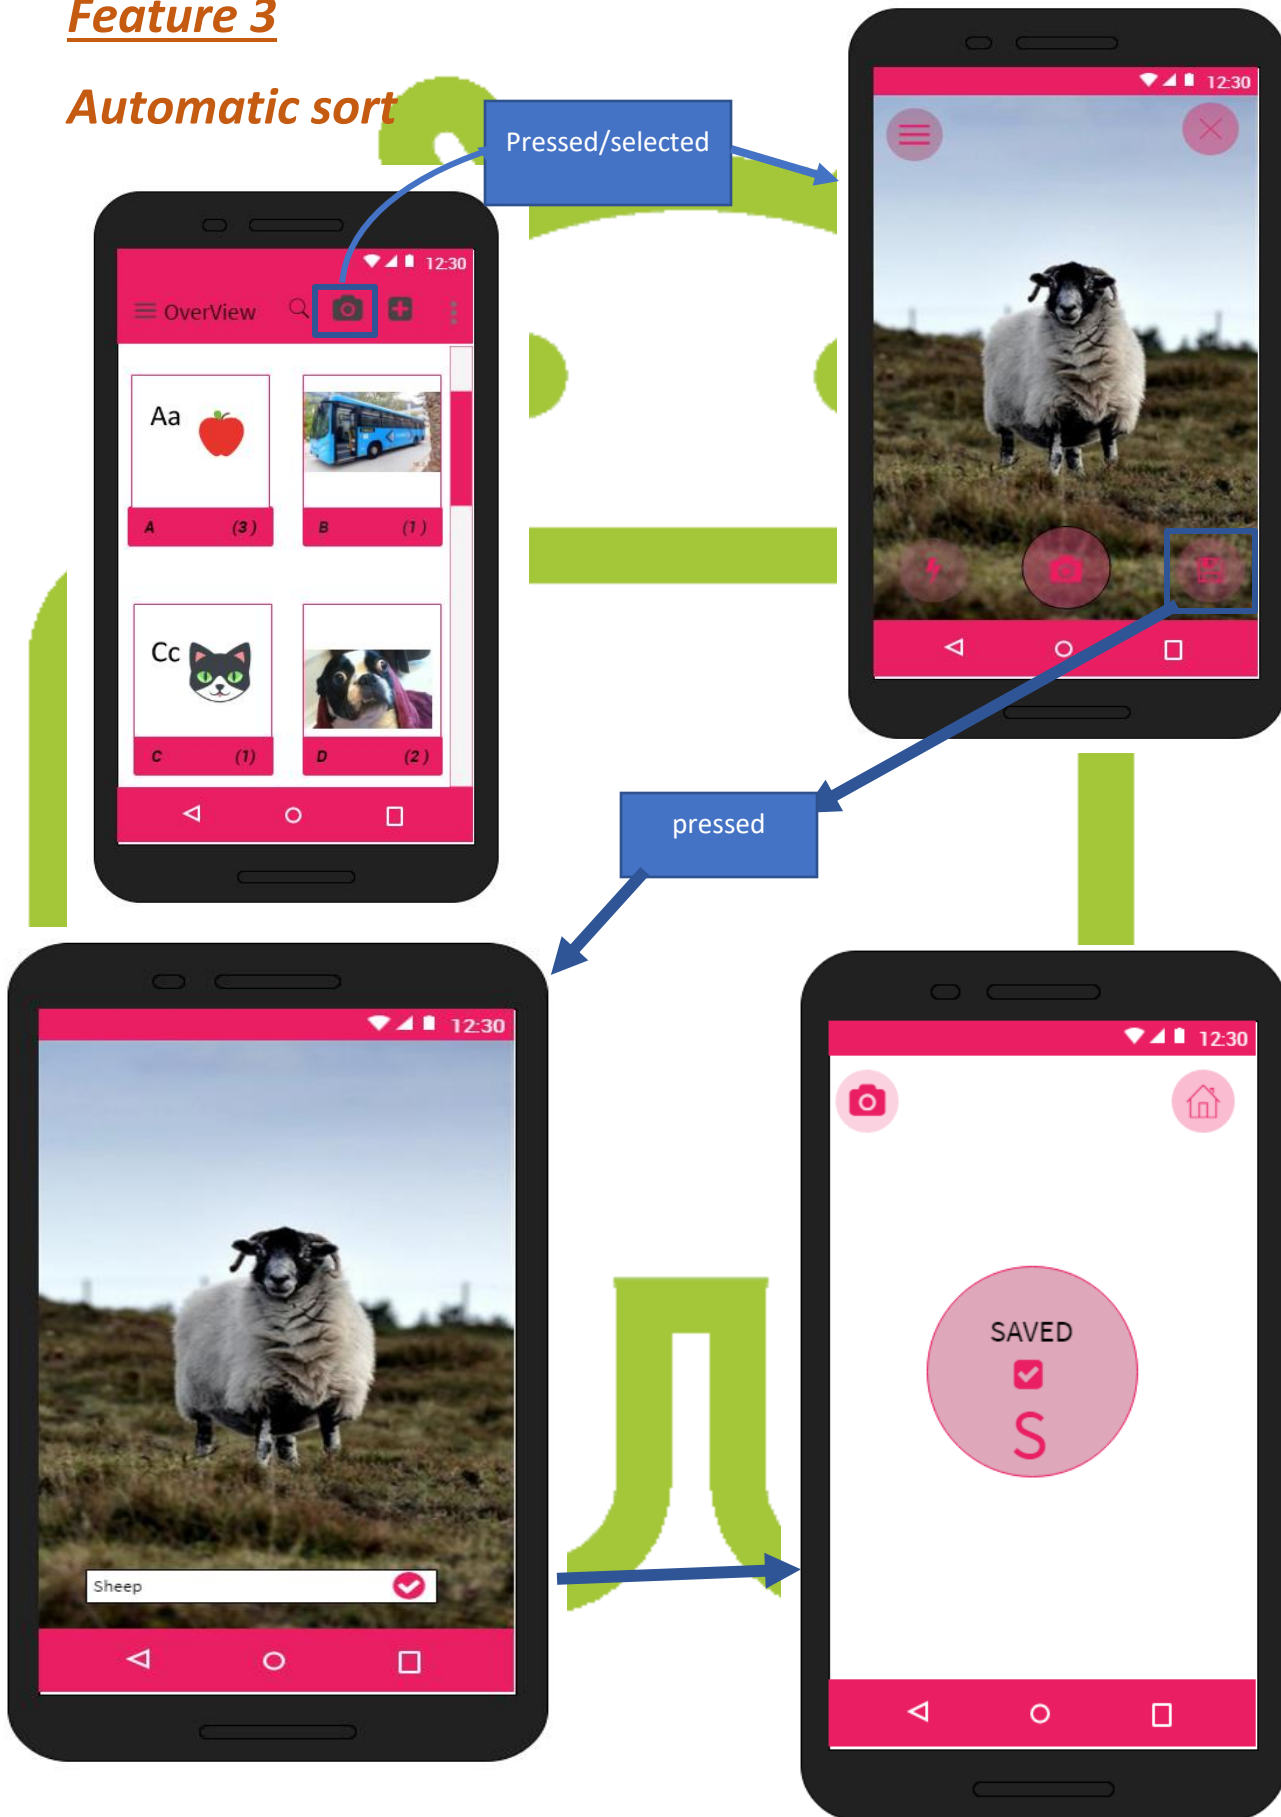 Feature 3
Automatic sort
Pressed/selected
12:30
OverView
Aa
A (3)
B (1)
Cc
C (1)
D (2)
12:30
pressed
12:30
Sheep
12:30
SAVED
S